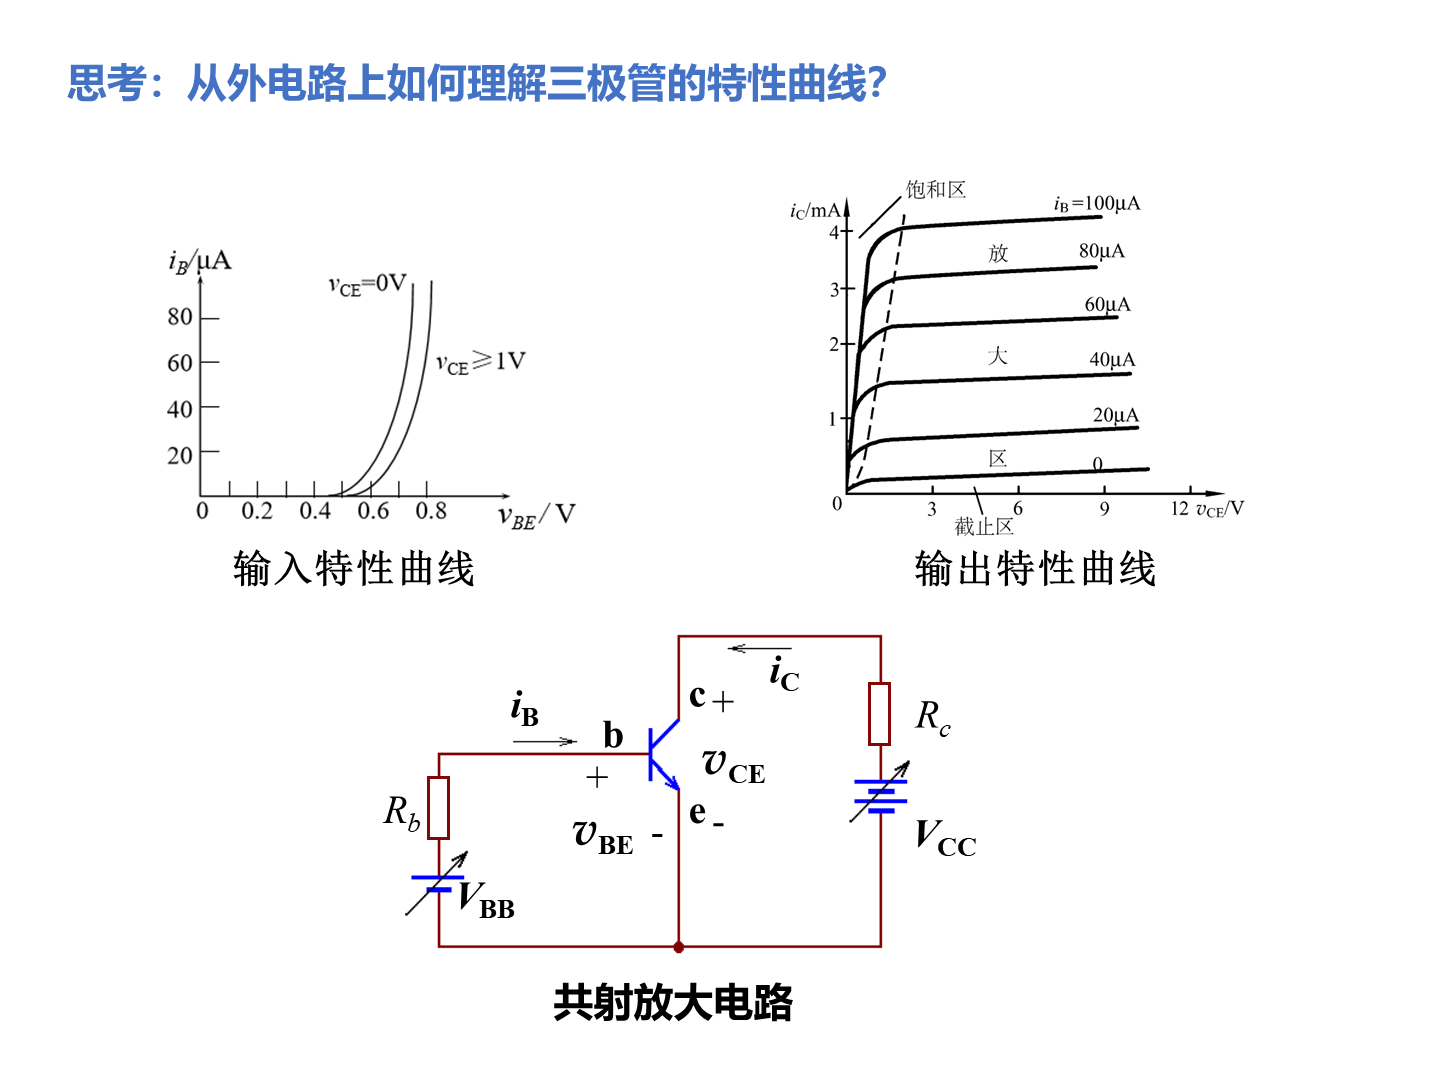 思考：从外电路上如何理解三极管的特性曲线？
iB/μA
80
60
40
20
0 0.2 0.4 0.6 0.8
vBE/ V
vCE=0V
vCE≥1V
输入特性曲线
iC/mA
4
3
2
1
0 3 6 9 12 vCE/V
饱和区
放
大
区
截止区
iB=100μA
80μA
60μA
40μA
20μA
0
输出特性曲线
iC
iB
c +
b
+
vCE
e -
vBE -
Rb
VBB
Rc
VCC
共射放大电路